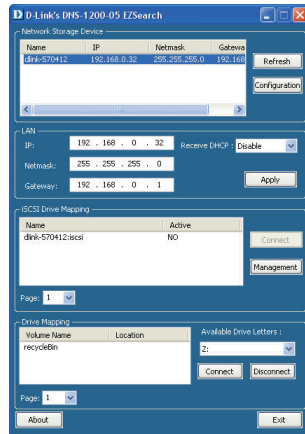 D-Link's DNS-1200-05 EZSearch
Network Storage Device
Name IP Netmask Gatewa
dlink-570412 192.168.0.32 255.255.255.0 192.168
Refresh
Configuration
LAN
IP: 192 . 168 . 0 . 32 Receive DHCP : Disable
Netmask: 255 . 255 . 255 . 0
Gateway: 192 . 168 . 0 . 1
Apply
iSCSI Drive Mapping
Name Active
dlink-570412:iscsi NO
Connect
Management
Page: 1
Drive Mapping
Volume Name Location Available Drive Letters :
recycleBin Z:
Connect Disconnect
Page: 1
About Exit